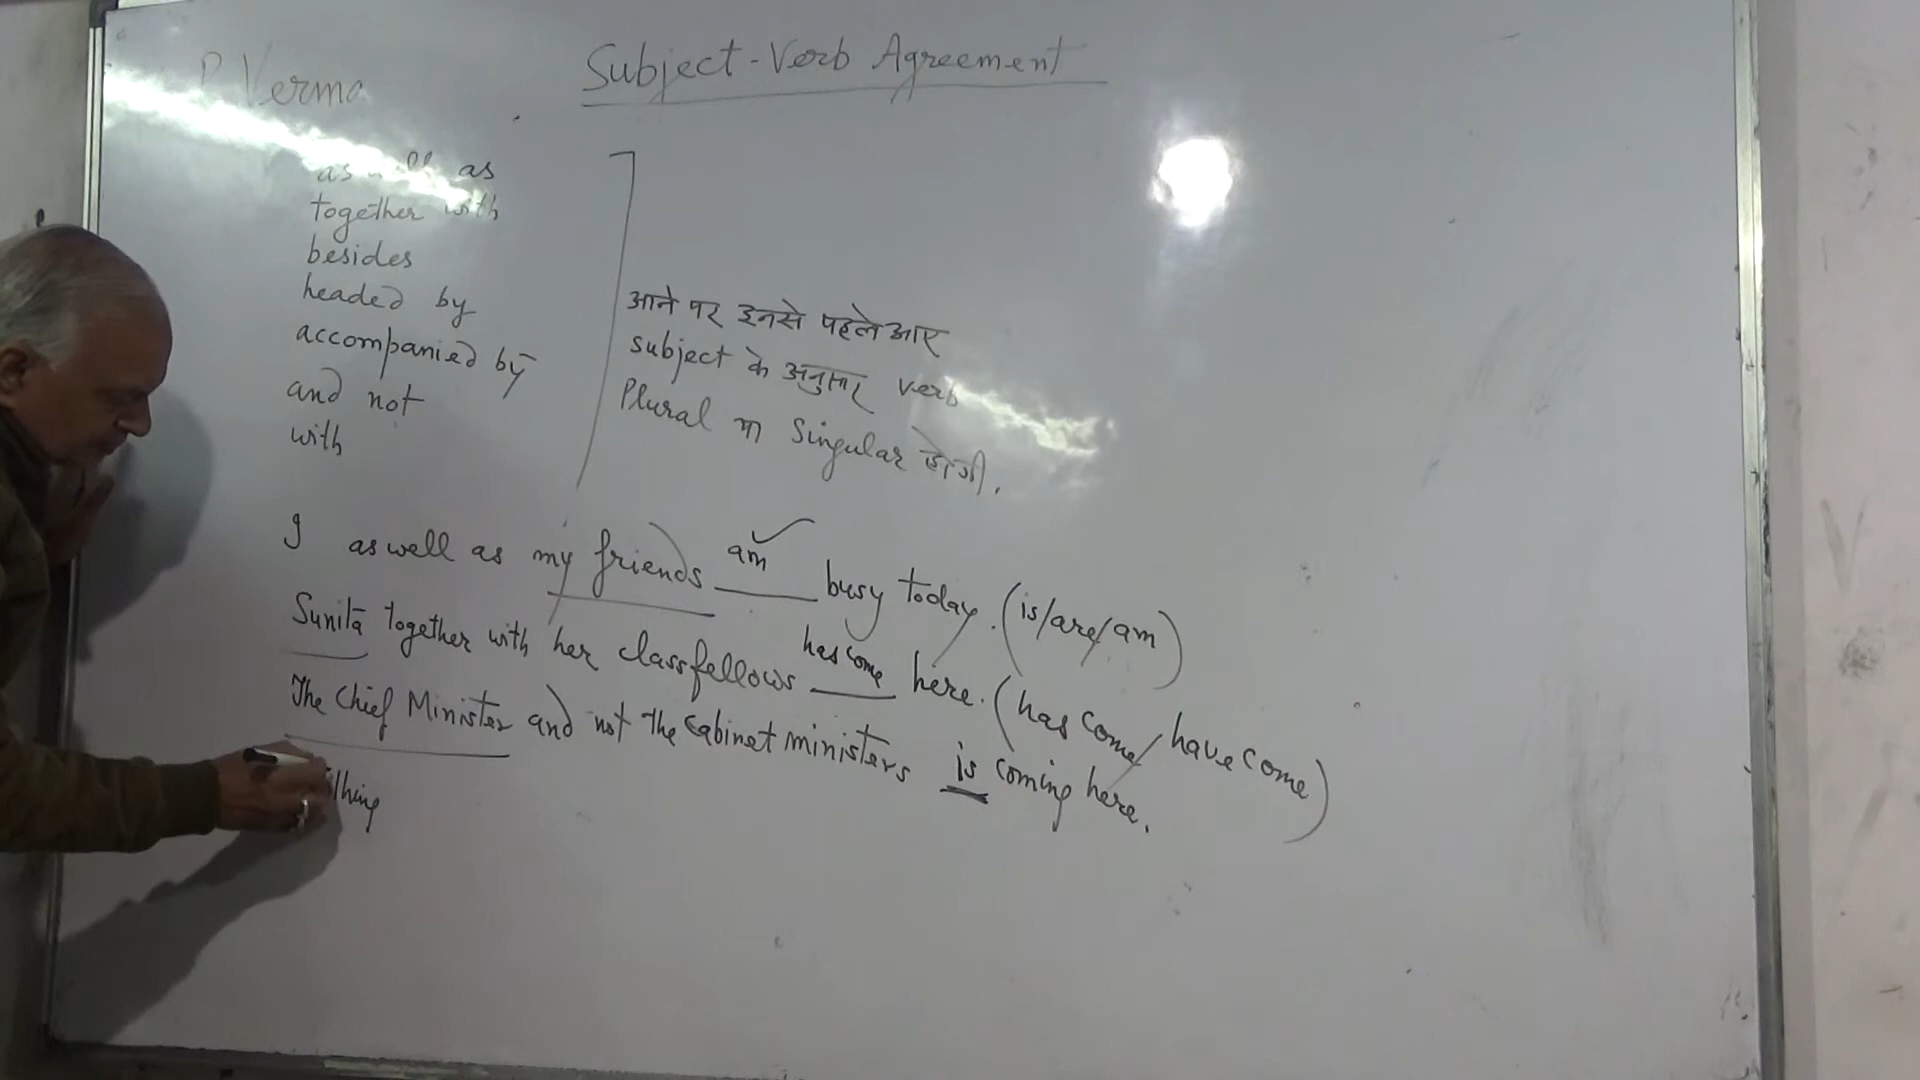 P Verma
Subject-Verb Agreement
as well as
together with
besides
headed by
accompanied by
and not
with
आने पर इनसे पहले आए
subject के अनुसार verb
Plural या Singular होगी.
I as well as my friends am busy today. (is/are/am)
Sunita together with her classfellows has come here. (has come/have come)
The Chief Minister and not the cabinet ministers is coming here.